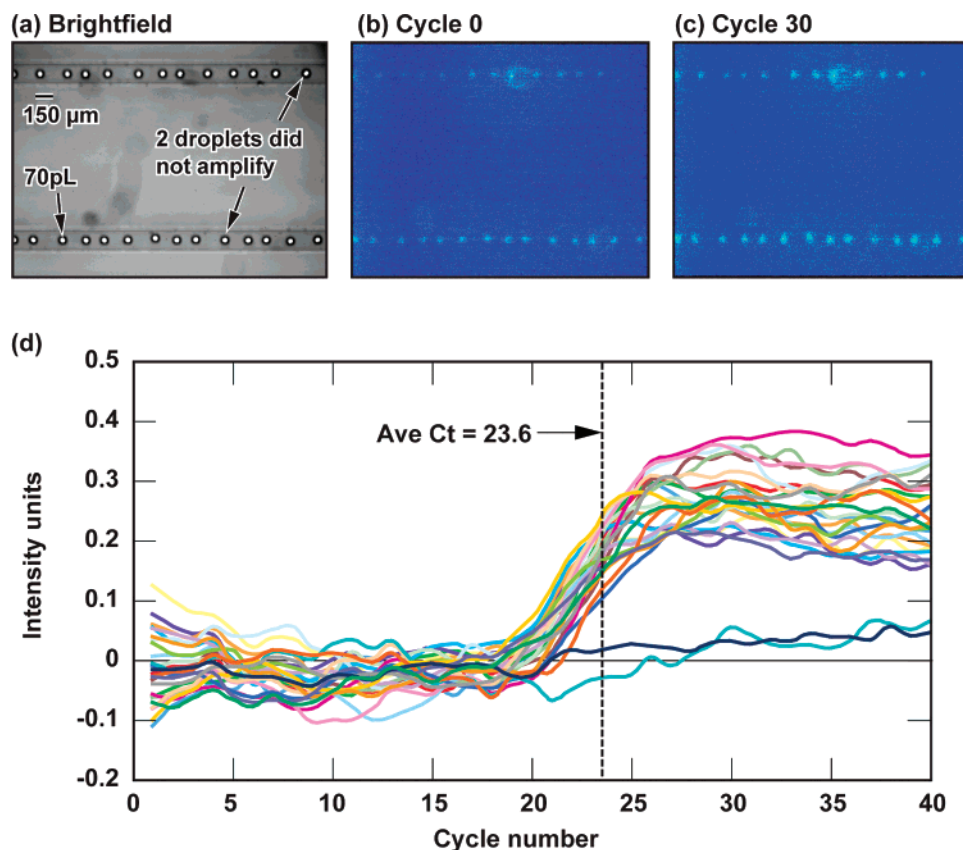 (a) Brightfield
(b) Cycle 0
(c) Cycle 30
150 µm
2 droplets did
not amplify
70pL
(d)
0.5
0.4
0.3
0.2
0.1
0
-0.1
-0.2
Ave Ct = 23.6
Intensity units
0 5 10 15 20 25 30 35 40
Cycle number